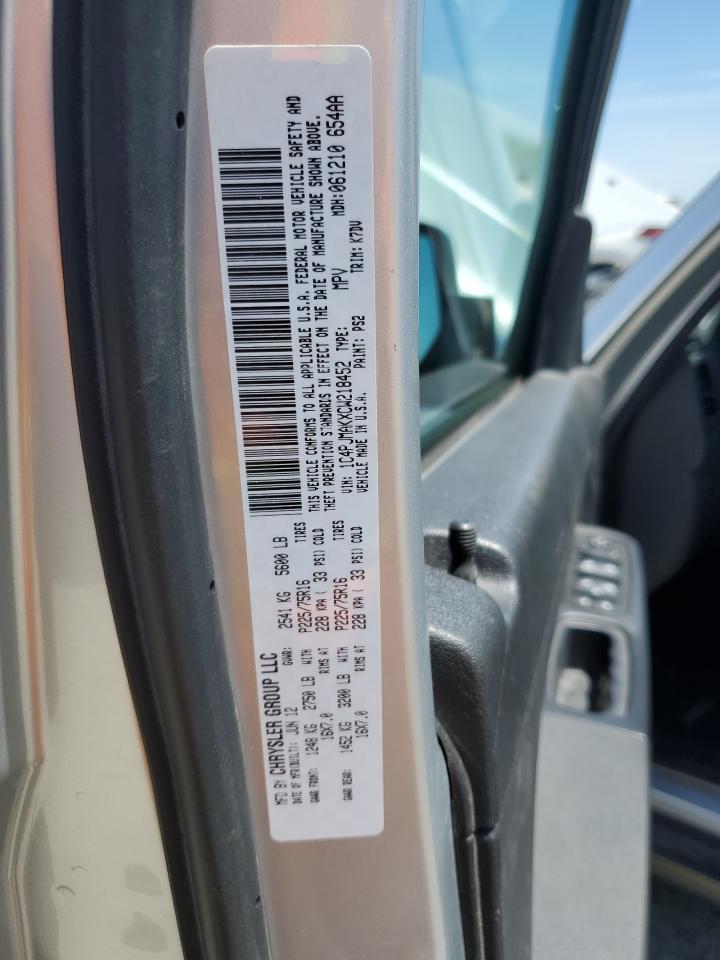 MFD BY CHRYSLER GROUP LLC
DATE OF MFR(BUILT): JUN 12 GVWR: 2541 KG 5600 LB
GAWR FRONT: 1248 KG 2750 LB WITH P225/75R16 TIRES
16X7.0 RIMS AT 228 KPA ( 33 PSI) COLD
GAWR REAR: 1452 KG 3200 LB WITH P225/75R16 TIRES
16X7.0 RIMS AT 228 KPA ( 33 PSI) COLD
THIS VEHICLE CONFORMS TO ALL APPLICABLE U.S.A. FEDERAL MOTOR VEHICLE SAFETY AND
THEFT PREVENTION STANDARDS IN EFFECT ON THE DATE OF MANUFACTURE SHOWN ABOVE.
VIN: 1C4PJMAKXCW218452 TYPE: MPV MDH:061210 654AA
VEHICLE MADE IN U.S.A. PAINT: PS2 TRIM: K7DV